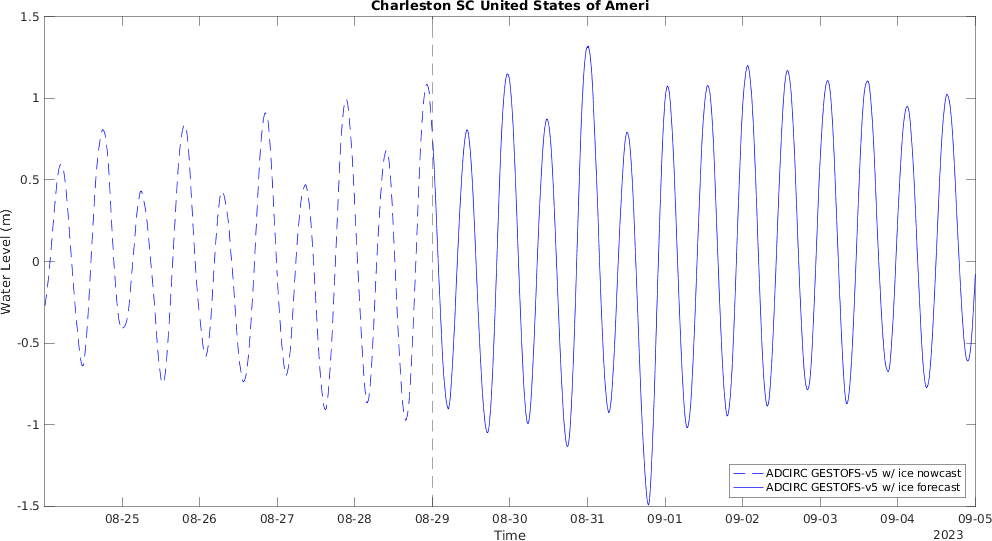 Charleston SC United States of Ameri
1.5
1
0.5
0
-0.5
-1
-1.5
Water Level (m)
ADCIRC GESTOFS-v5 w/ ice nowcast
ADCIRC GESTOFS-v5 w/ ice forecast
08-25 08-26 08-27 08-28 08-29 08-30 08-31 09-01 09-02 09-03 09-04 09-05
Time
2023